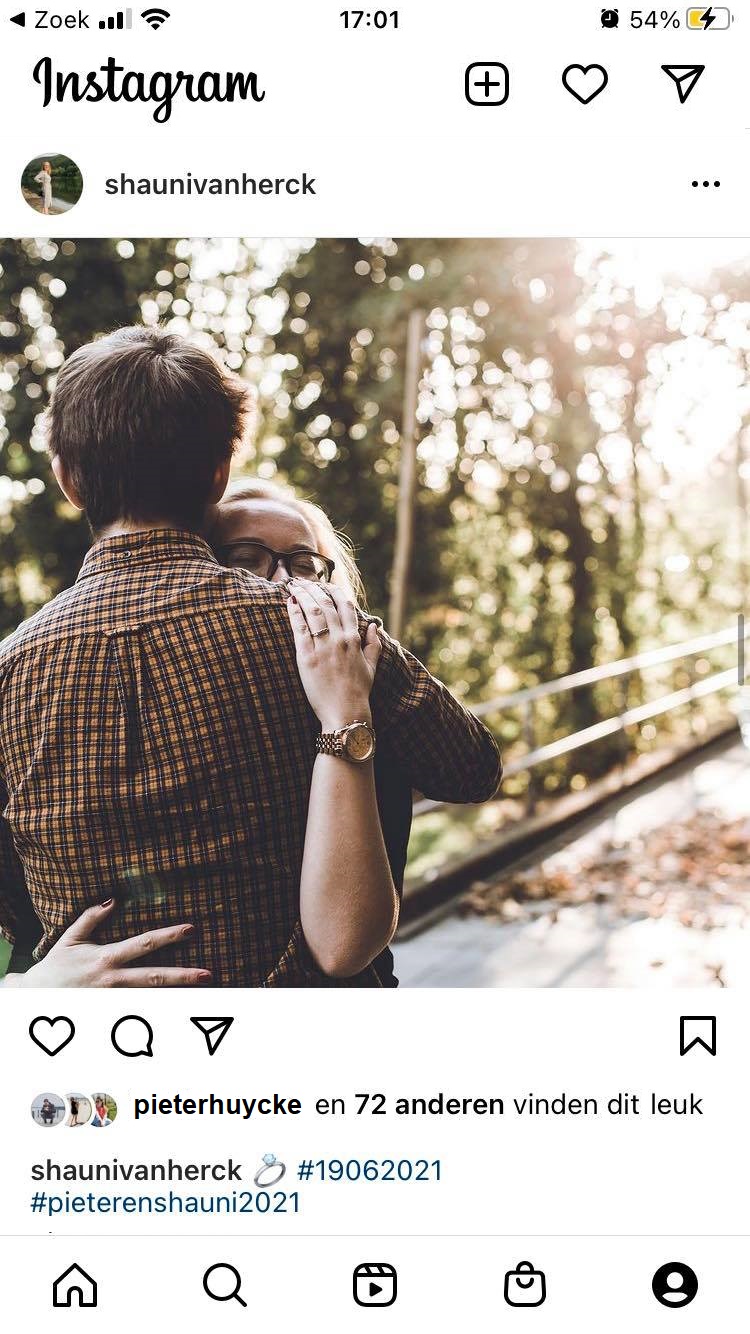 Zoek 17:01 54%
Instagram
shaunivanherck
pieterhuycke en 72 anderen vinden dit leuk
shaunivanherck 💍 #19062021
#pieterenshauni2021